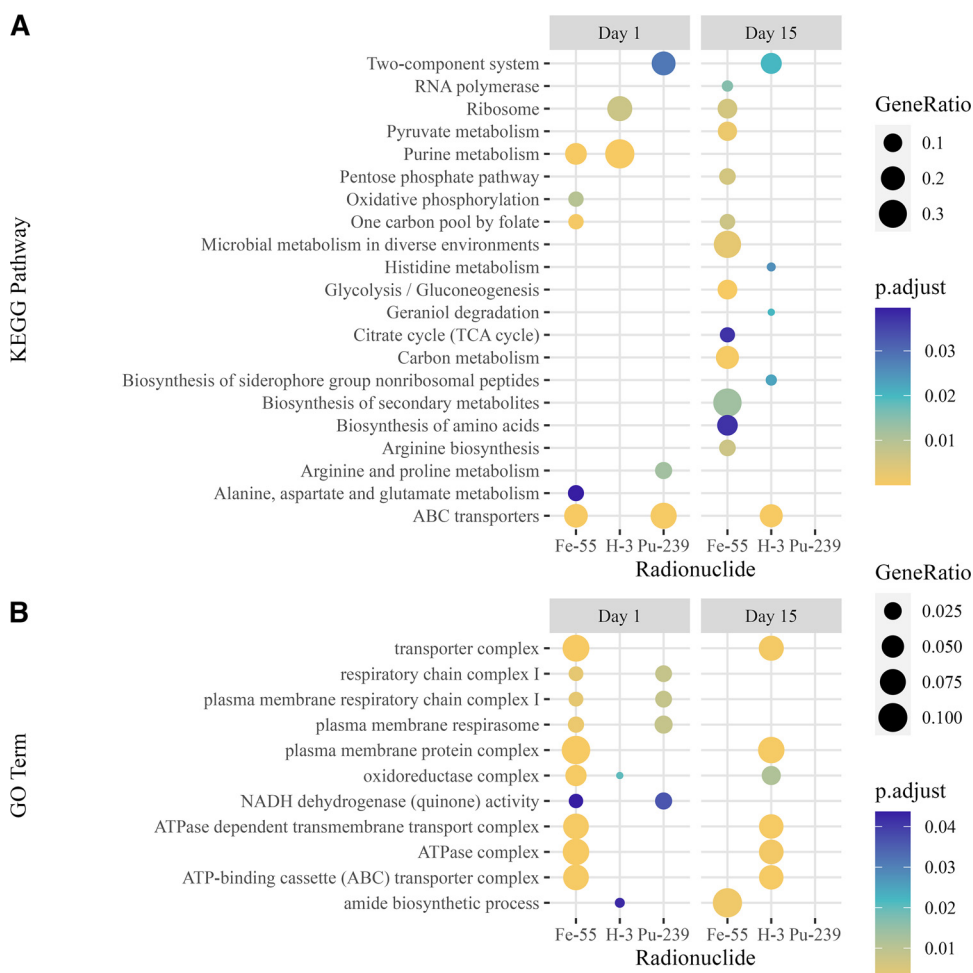 A
Day 1
Day 15
KEGG Pathway
Two-component system
RNA polymerase
Ribosome
Pyruvate metabolism
Purine metabolism
Pentose phosphate pathway
Oxidative phosphorylation
One carbon pool by folate
Microbial metabolism in diverse environments
Histidine metabolism
Glycolysis / Gluconeogenesis
Geraniol degradation
Citrate cycle (TCA cycle)
Carbon metabolism
Biosynthesis of siderophore group nonribosomal peptides
Biosynthesis of secondary metabolites
Biosynthesis of amino acids
Arginine biosynthesis
Arginine and proline metabolism
Alanine, aspartate and glutamate metabolism
ABC transporters
Fe-55 H-3 Pu-239 Fe-55 H-3 Pu-239
Radionuclide
GeneRatio
0.1
0.2
0.3
p.adjust
0.03
0.02
0.01
B
Day 1
Day 15
GO Term
transporter complex
respiratory chain complex I
plasma membrane respiratory chain complex I
plasma membrane respirasome
plasma membrane protein complex
oxidoreductase complex
NADH dehydrogenase (quinone) activity
ATPase dependent transmembrane transport complex
ATPase complex
ATP-binding cassette (ABC) transporter complex
amide biosynthetic process
Fe-55 H-3 Pu-239 Fe-55 H-3 Pu-239
Radionuclide
GeneRatio
0.025
0.050
0.075
0.100
p.adjust
0.04
0.03
0.02
0.01